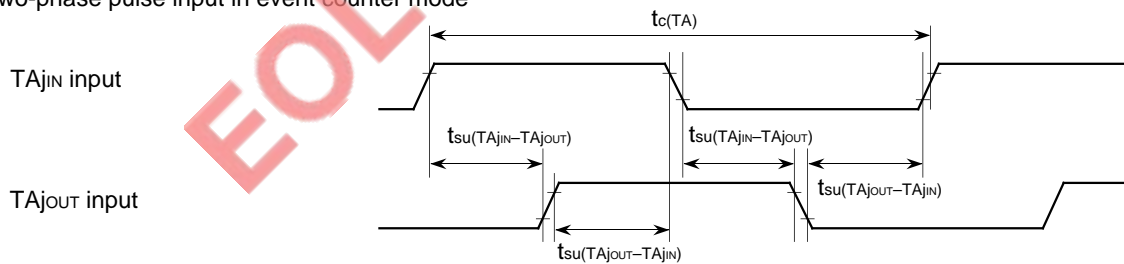 wo-phase pulse input in event counter mode
tc(TA)
TAjIN input
tsu(TAjIN–TAjOUT)
tsu(TAjIN–TAjOUT)
tsu(TAjOUT–TAjIN)
TAjOUT input
tsu(TAjOUT–TAjIN)
EOL